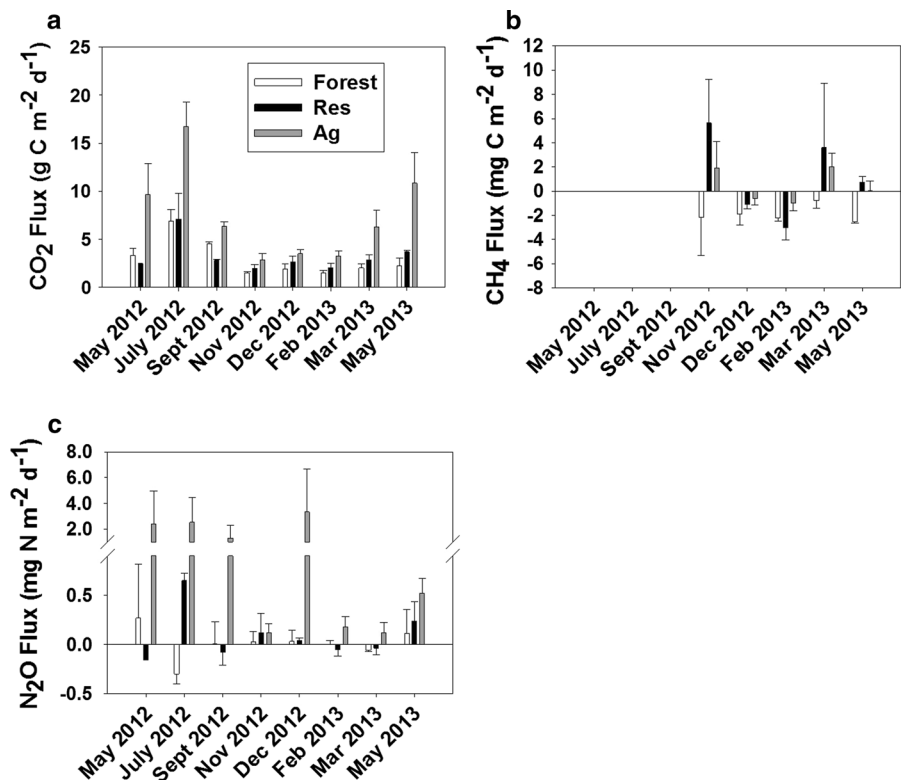 a
CO2 Flux (g C m−2 d−1)
25
20
15
10
5
0
Forest
Res
Ag
May 2012
July 2012
Sept 2012
Nov 2012
Dec 2012
Feb 2013
Mar 2013
May 2013
b
CH4 Flux (mg C m−2 d−1)
12
10
8
6
4
2
0
-2
-4
-6
-8
May 2012
July 2012
Sept 2012
Nov 2012
Dec 2012
Feb 2013
Mar 2013
May 2013
c
N2O Flux (mg N m−2 d−1)
8.0
6.0
4.0
2.0
0.5
0.0
-0.5
May 2012
July 2012
Sept 2012
Nov 2012
Dec 2012
Feb 2013
Mar 2013
May 2013